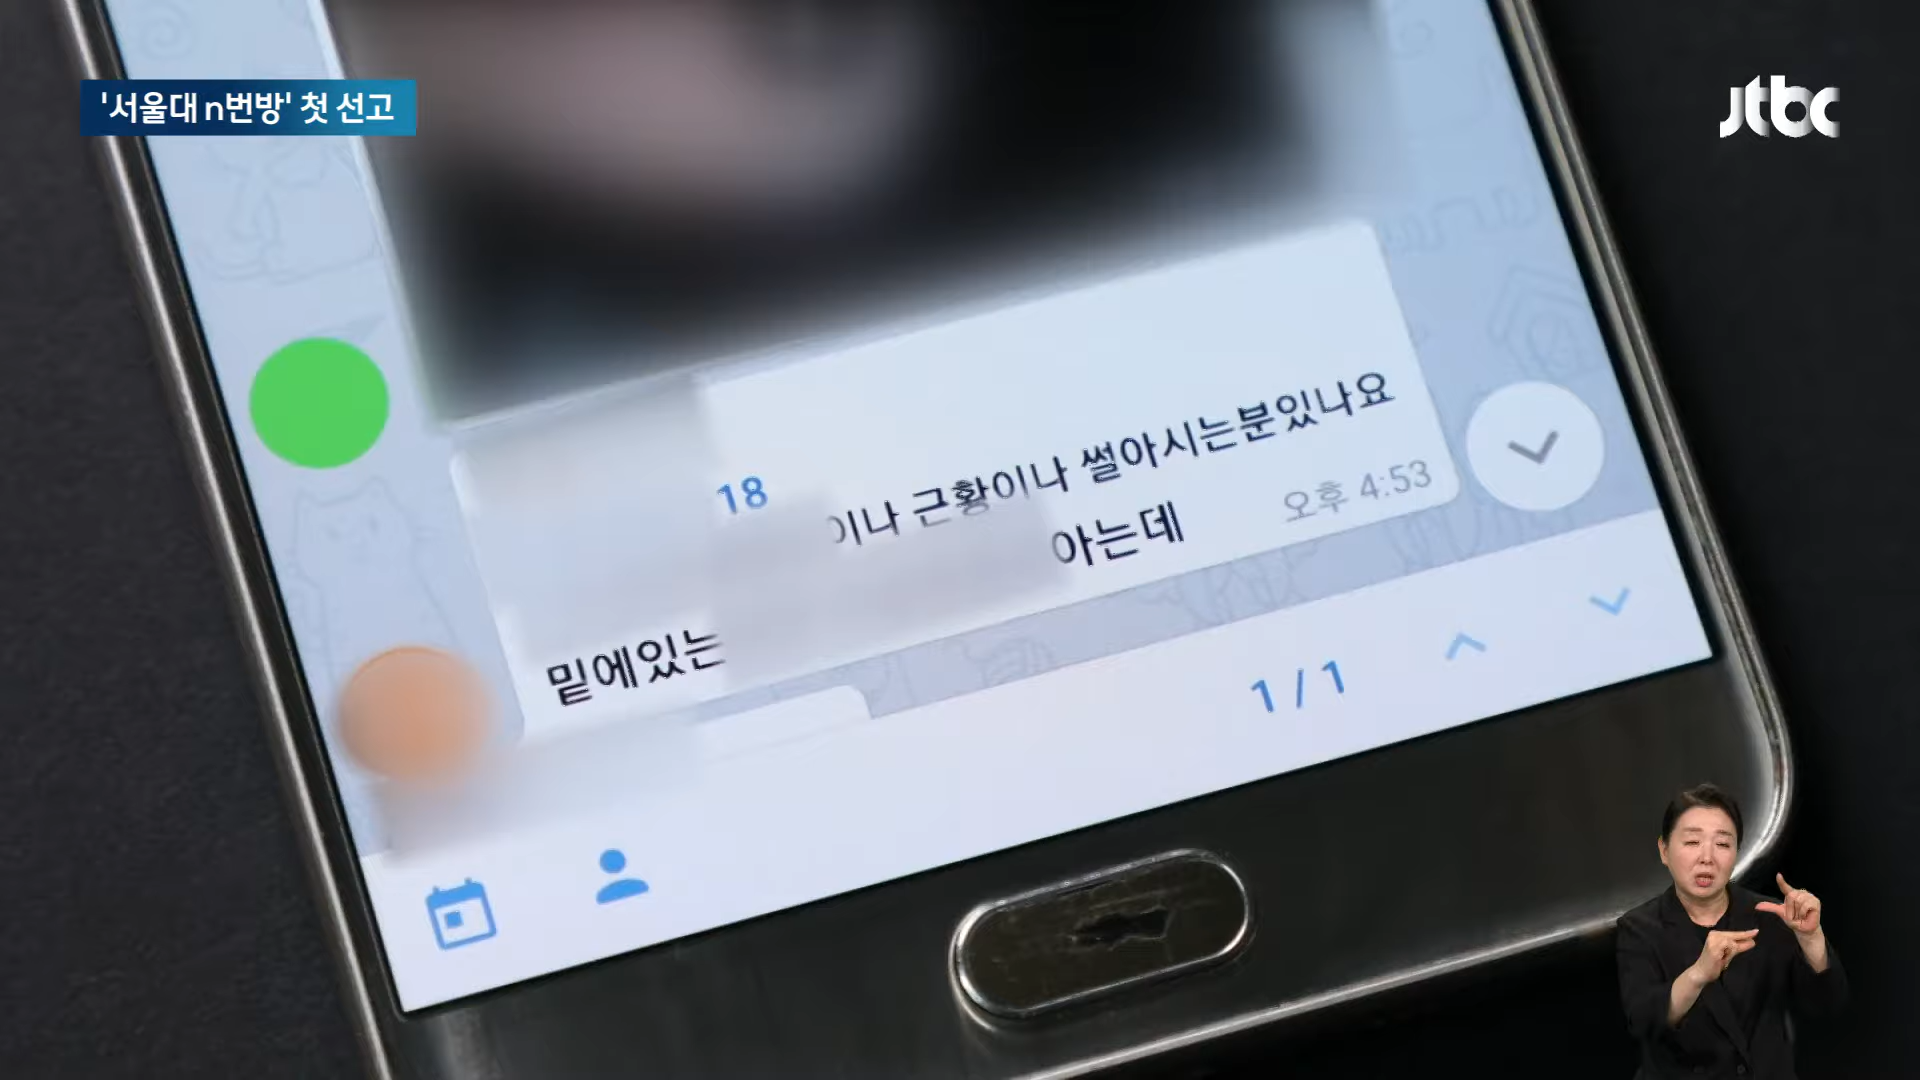 '서울대 n번방' 첫 선고
jtbc
18
이나 근황이나 썰아시는분있나요
오후 4:53
아는데
밑에있는
1 / 1